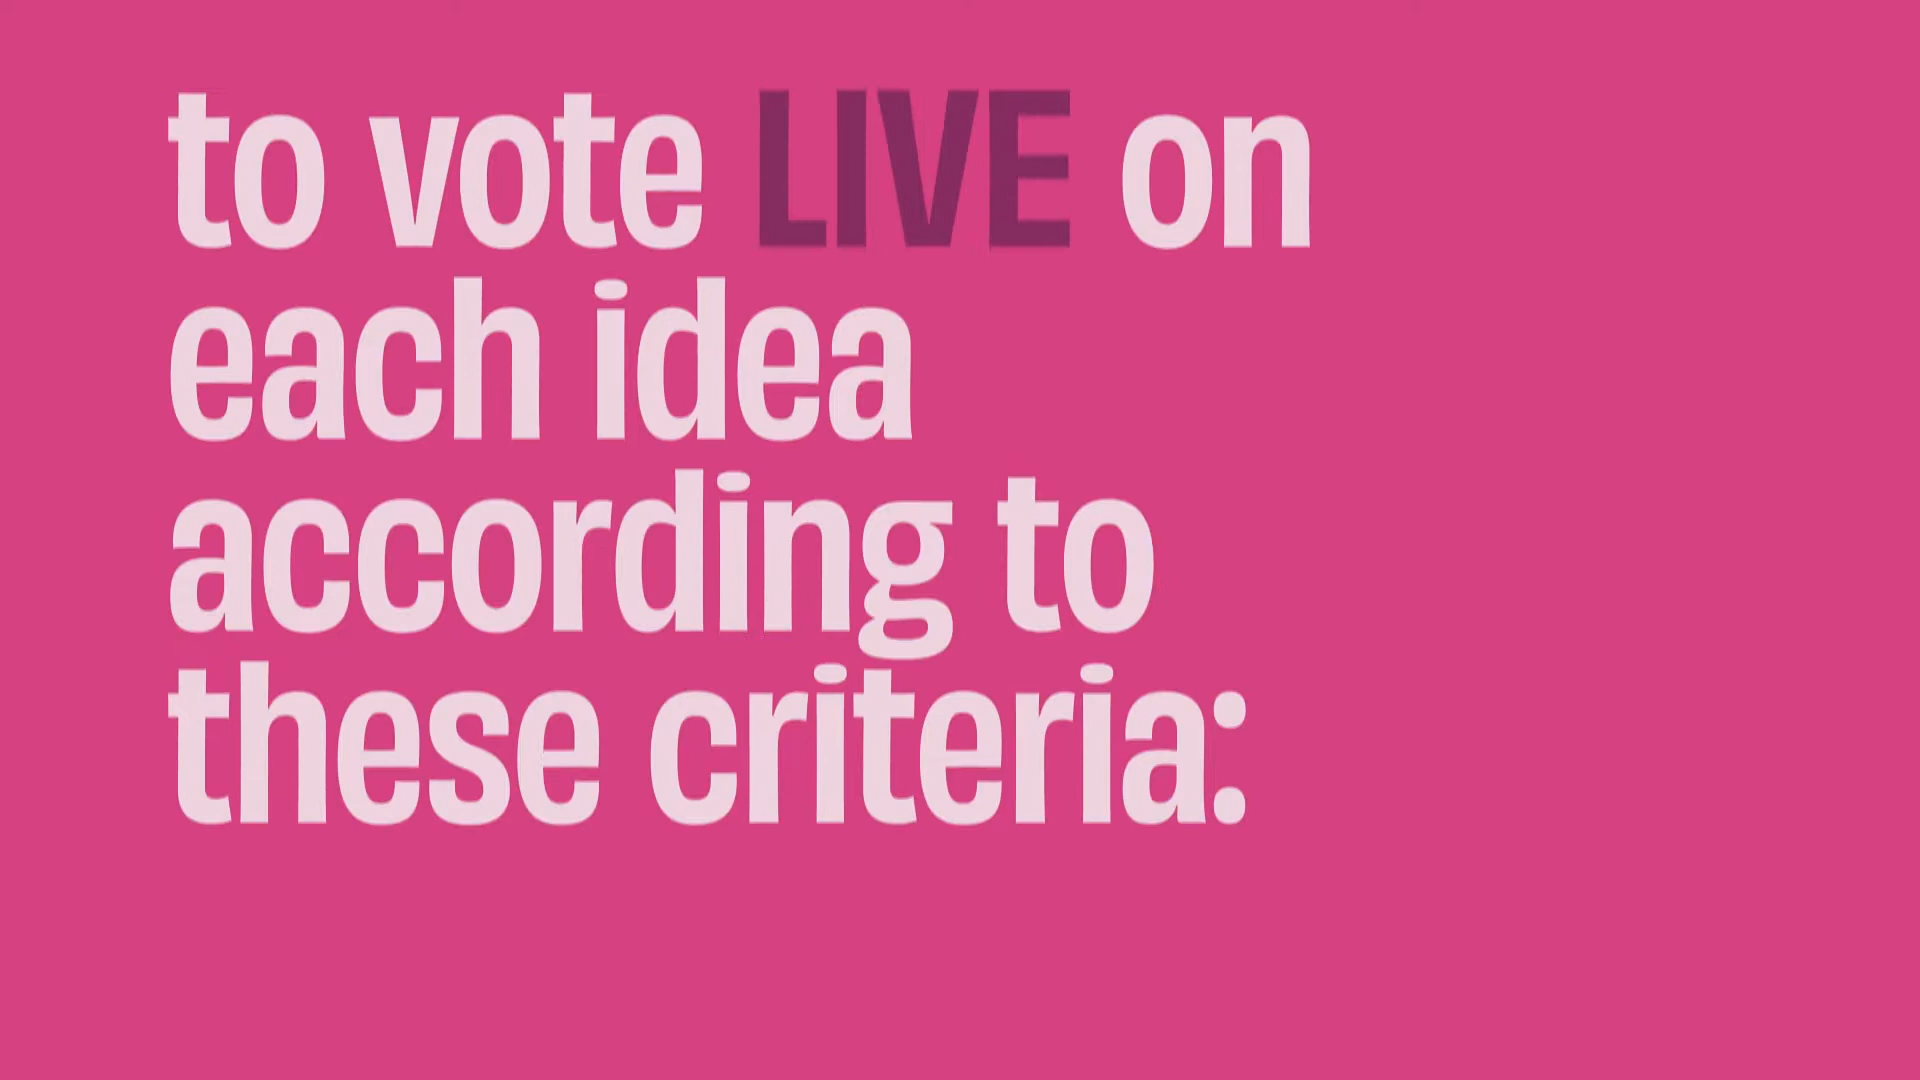 to vote LIVE on
each idea
according to
these criteria: